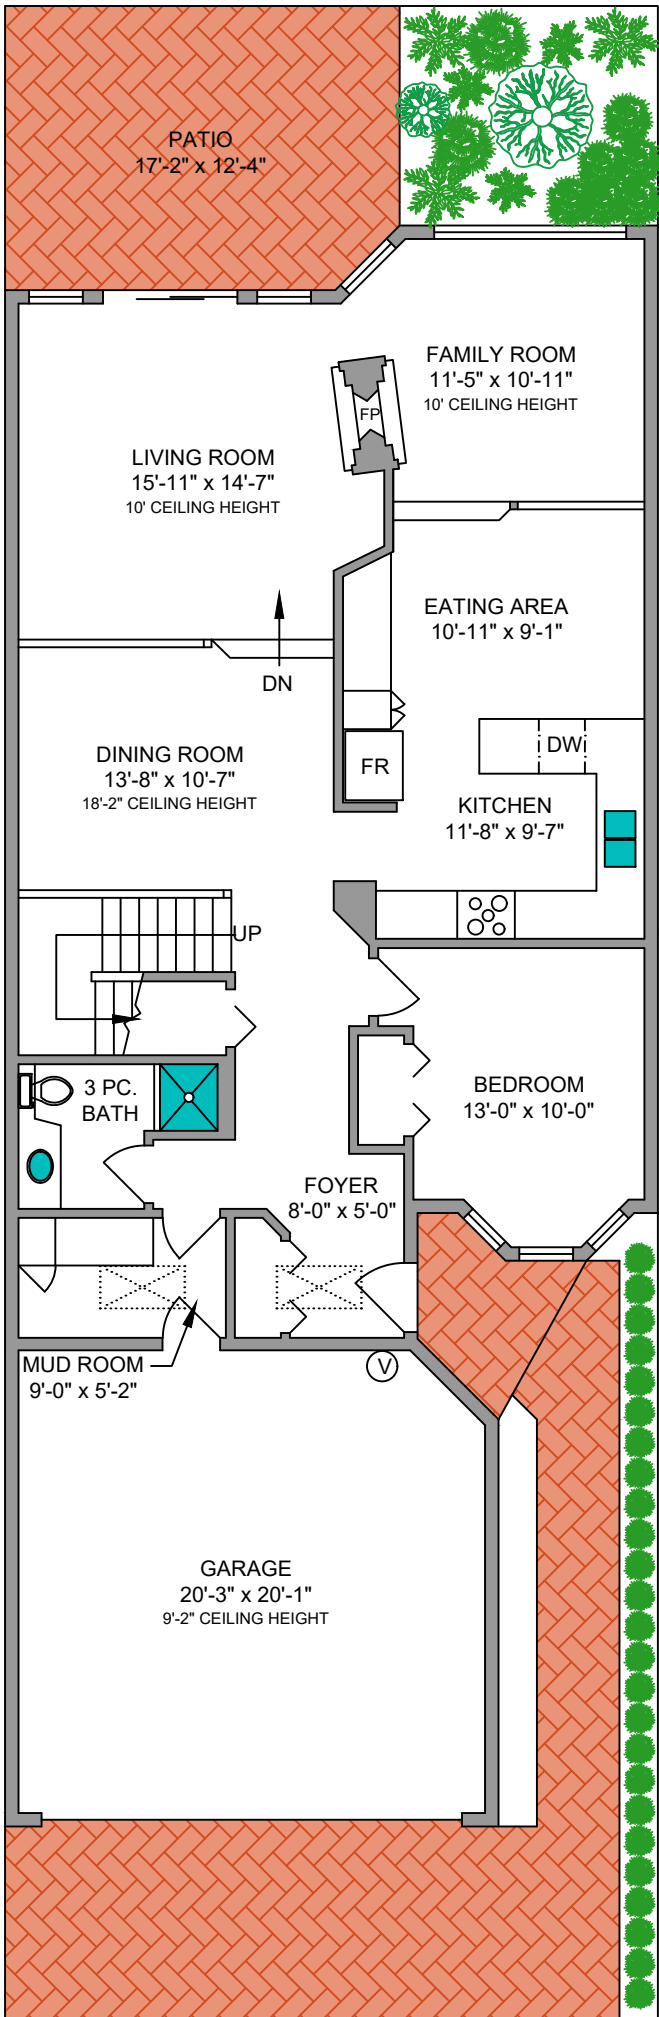 PATIO
17'-2" x 12'-4"
FAMILY ROOM
11'-5" x 10'-11"
10' CEILING HEIGHT
FP
LIVING ROOM
15'-11" x 14'-7"
10' CEILING HEIGHT
EATING AREA
10'-11" x 9'-1"
DN
DINING ROOM
13'-8" x 10'-7"
18'-2" CEILING HEIGHT
FR
DW
KITCHEN
11'-8" x 9'-7"
UP
3 PC.
BATH
BEDROOM
13'-0" x 10'-0"
FOYER
8'-0" x 5'-0"
MUD ROOM
9'-0" x 5'-2"
V
GARAGE
20'-3" x 20'-1"
9'-2" CEILING HEIGHT